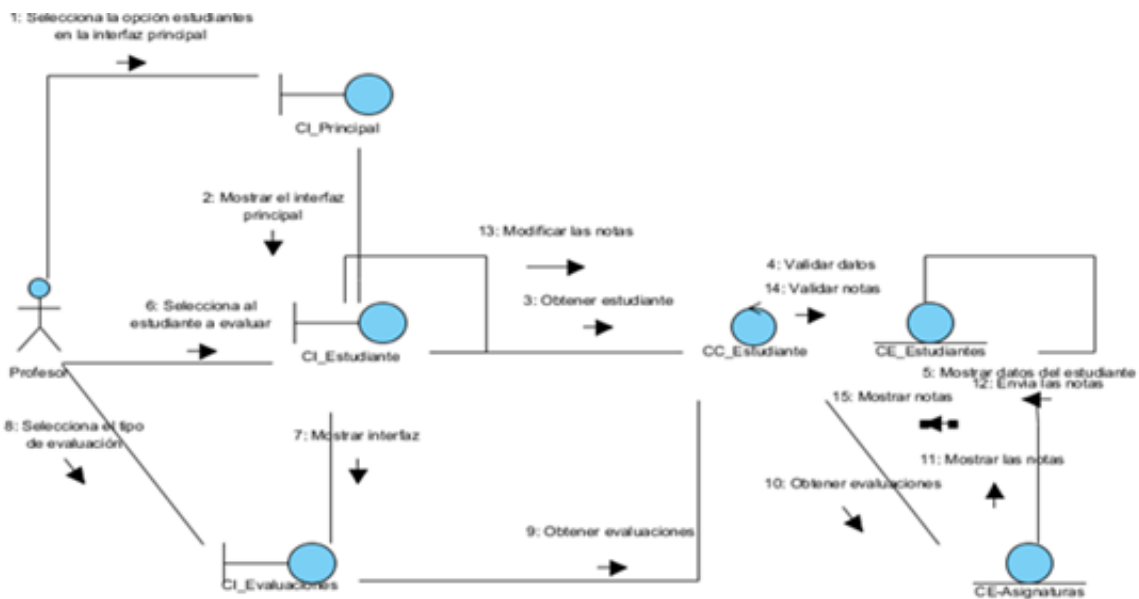 1: Selecciona la opción estudiantes
en la interfaz principal
CI_Principal
2: Mostrar el interfaz
principal
13: Modificar las notas
4: Validar datos
14: Validar notas
3: Obtener estudiante
6: Selecciona al
estudiante a evaluar
CI_Estudiante
CC_Estudiante
CE_Estudiantes
Profesor
5: Mostrar datos del estudiante
12: Envia las notas
15: Mostrar notas
8: Selecciona el tipo
de evaluación
7: Mostrar interfaz
11: Mostrar las notas
10: Obtener evaluaciones
9: Obtener evaluaciones
CI_Evaluaciones
CE-Asignaturas